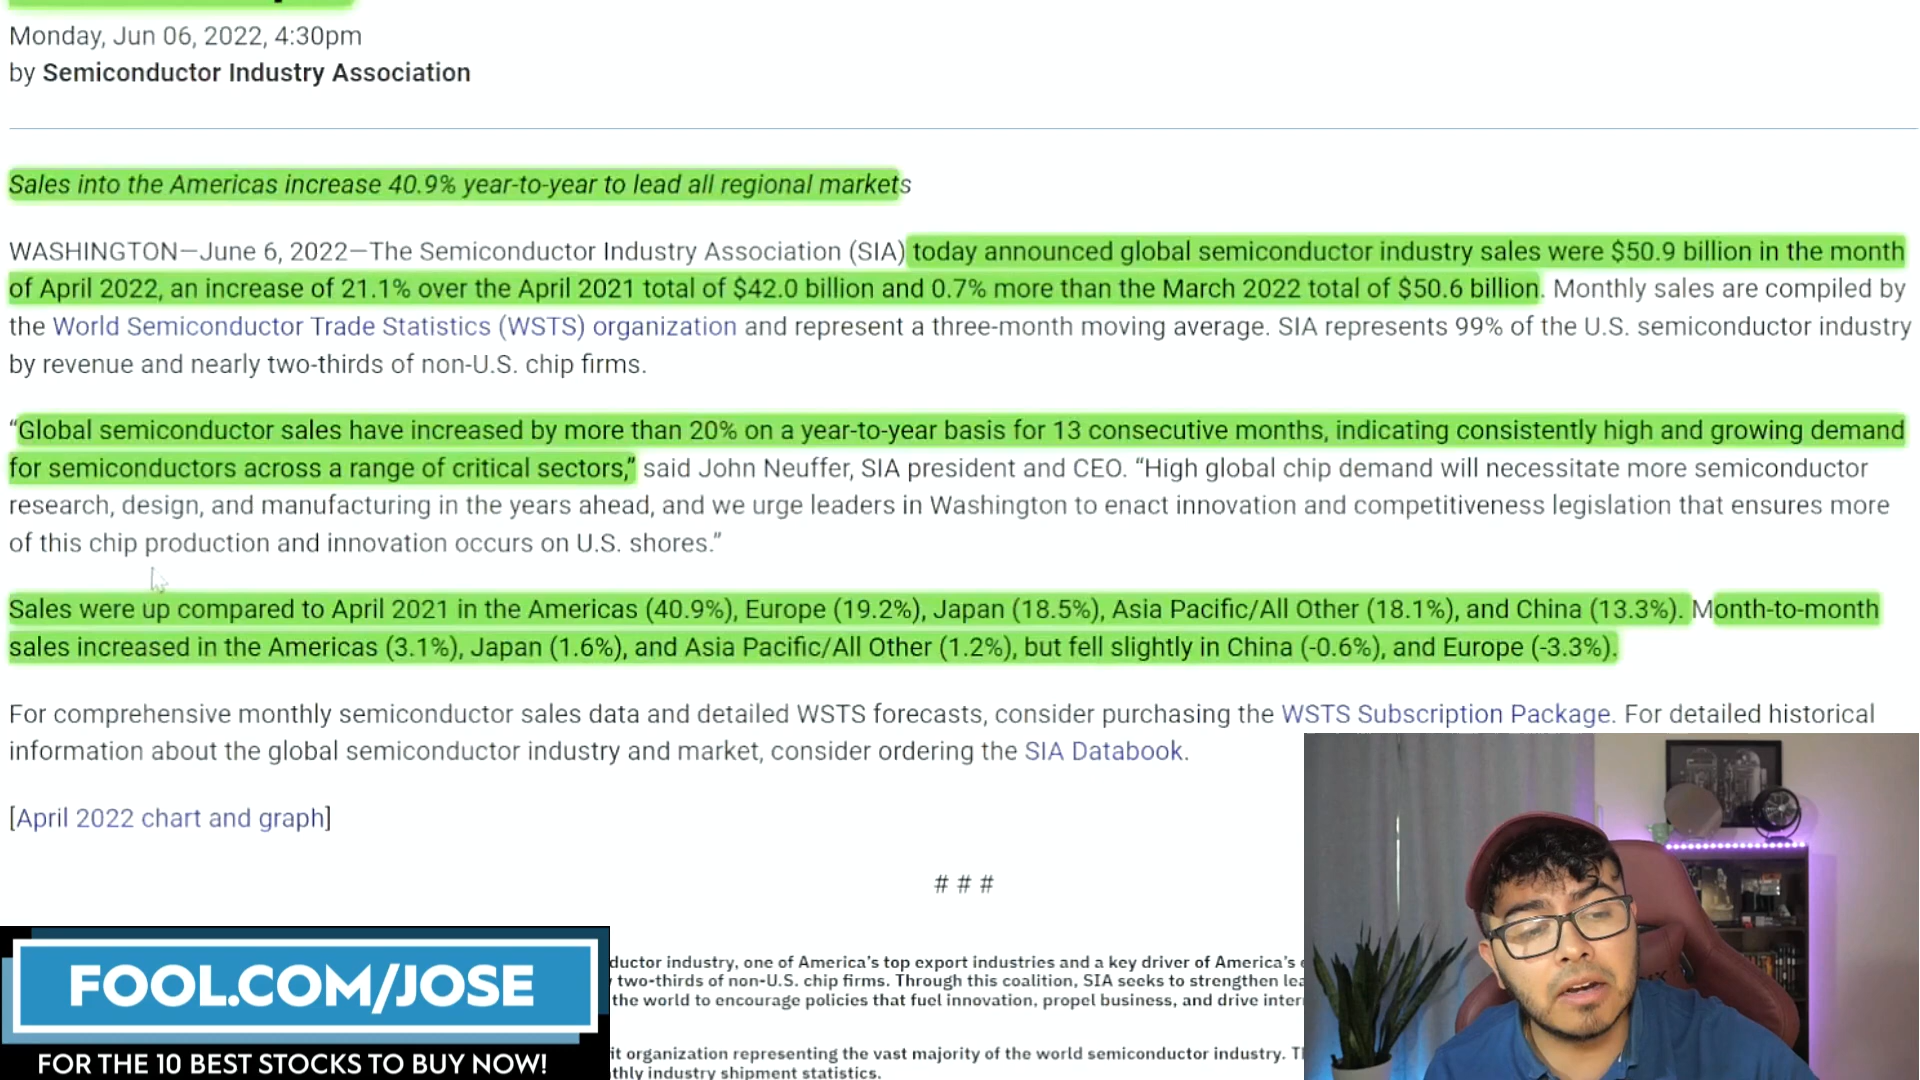 Monday, Jun 06, 2022, 4:30pm
by Semiconductor Industry Association
Sales into the Americas increase 40.9% year-to-year to lead all regional markets
WASHINGTON—June 6, 2022—The Semiconductor Industry Association (SIA) today announced global semiconductor industry sales were $50.9 billion in the month
of April 2022, an increase of 21.1% over the April 2021 total of $42.0 billion and 0.7% more than the March 2022 total of $50.6 billion. Monthly sales are compiled by
the World Semiconductor Trade Statistics (WSTS) organization and represent a three-month moving average. SIA represents 99% of the U.S. semiconductor industry
by revenue and nearly two-thirds of non-U.S. chip firms.
“Global semiconductor sales have increased by more than 20% on a year-to-year basis for 13 consecutive months, indicating consistently high and growing demand
for semiconductors across a range of critical sectors,” said John Neuffer, SIA president and CEO. “High global chip demand will necessitate more semiconductor
research, design, and manufacturing in the years ahead, and we urge leaders in Washington to enact innovation and competitiveness legislation that ensures more
of this chip production and innovation occurs on U.S. shores.”
Sales were up compared to April 2021 in the Americas (40.9%), Europe (19.2%), Japan (18.5%), Asia Pacific/All Other (18.1%), and China (13.3%). Month-to-month
sales increased in the Americas (3.1%), Japan (1.6%), and Asia Pacific/All Other (1.2%), but fell slightly in China (-0.6%), and Europe (-3.3%).
For comprehensive monthly semiconductor sales data and detailed WSTS forecasts, consider purchasing the WSTS Subscription Package. For detailed historical
information about the global semiconductor industry and market, consider ordering the SIA Databook.
[April 2022 chart and graph]
# # #
ductor industry, one of America’s top export industries and a key driver of America’s
two-thirds of non-U.S. chip firms. Through this coalition, SIA seeks to strengthen
the world to encourage policies that fuel innovation, propel business, and drive
it organization representing the vast majority of the world semiconductor industry.
thly industry shipment statistics.
FOOL.COM/JOSE
FOR THE 10 BEST STOCKS TO BUY NOW!